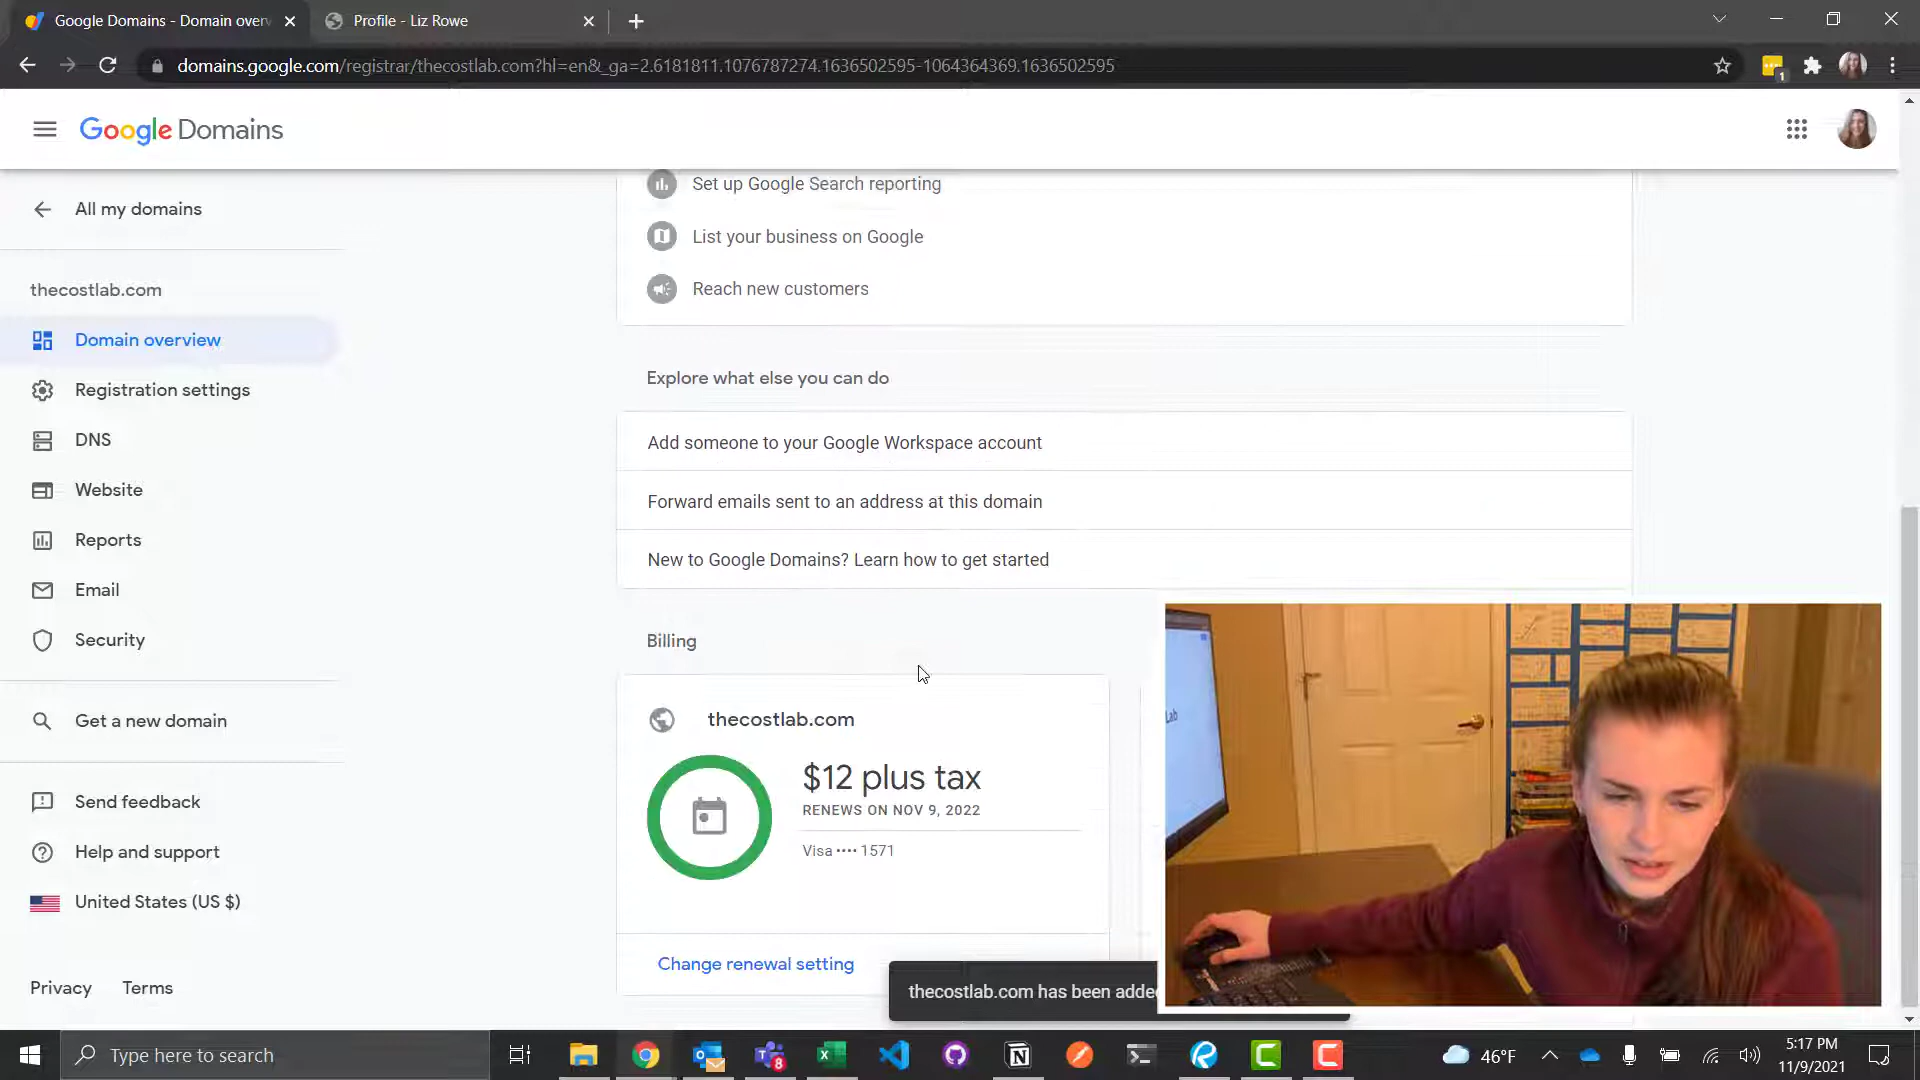 Google Domains - Domain over
Profile - Liz Rowe
domains.google.com/registrar/thecostlab.com?hl=en&_ga=2.6181811.1076787274.1636502595-1064364369.1636502595
1
Google Domains
All my domains
thecostlab.com
Domain overview
Registration settings
DNS
Website
Reports
Email
Security
Get a new domain
Send feedback
Help and support
United States (US $)
Privacy Terms
Set up Google Search reporting
List your business on Google
Reach new customers
Explore what else you can do
Add someone to your Google Workspace account
Forward emails sent to an address at this domain
New to Google Domains? Learn how to get started
Billing
thecostlab.com
$12 plus tax
RENEWS ON NOV 9, 2022
Visa •••• 1571
Change renewal setting
thecostlab.com has been adde
Lab
Type here to search
8
46°F
5:17 PM
11/9/2021